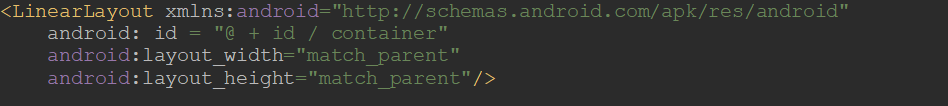 <LinearLayout xmlns:android="http://schemas.android.com/apk/res/android"
    android: id = "@ + id / container"
    android:layout_width="match_parent"
    android:layout_height="match_parent"/>